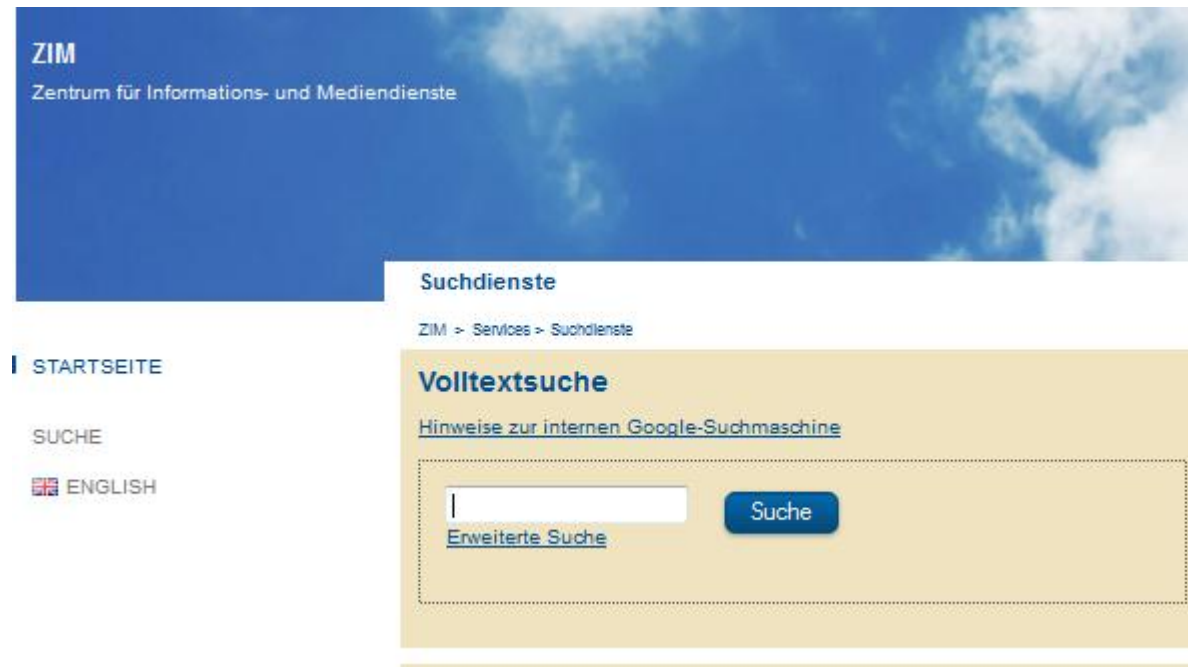 ZIM
Zentrum für Informations- und Mediendienste
Suchdienste
ZIM > Services > Suchdienste
STARTSEITE
SUCHE
ENGLISH
Volltextsuche
Hinweise zur internen Google-Suchmaschine
Suche
Erweiterte Suche